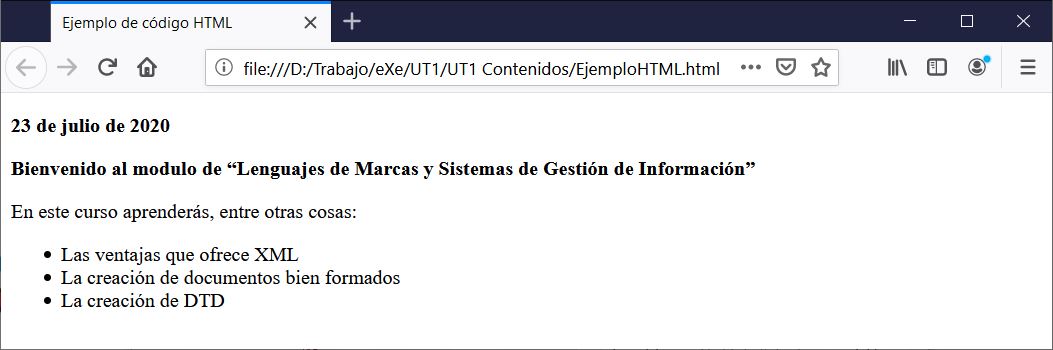 Ejemplo de código HTML
file:///D:/Trabajo/eXe/UT1/UT1 Contenidos/EjemploHTML.html
23 de julio de 2020
Bienvenido al modulo de “Lenguajes de Marcas y Sistemas de Gestión de Información”
En este curso aprenderás, entre otras cosas:
Las ventajas que ofrece XML
La creación de documentos bien formados
La creación de DTD